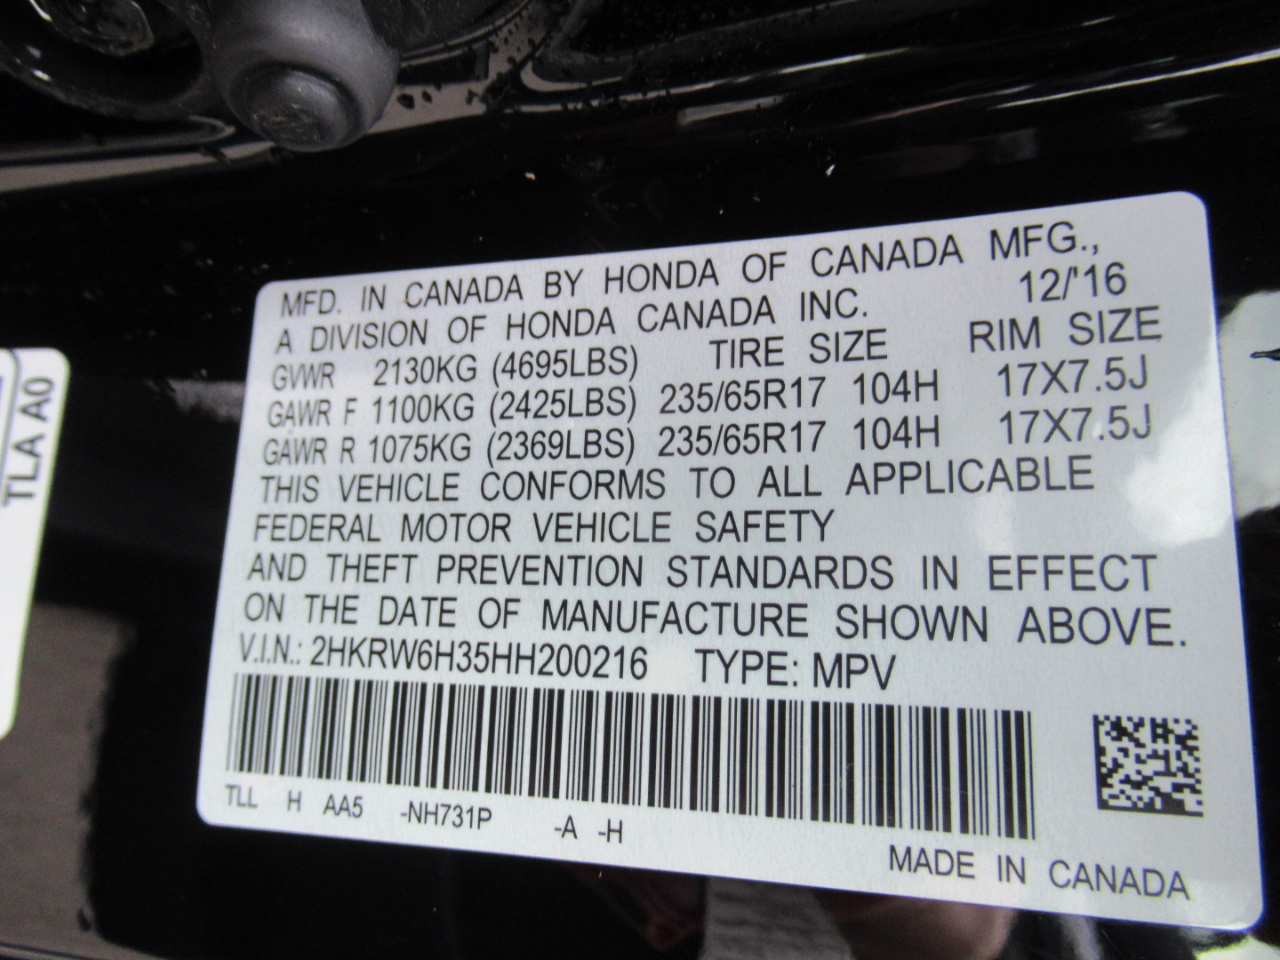 MFD. IN CANADA BY HONDA OF CANADA MFG.,
A DIVISION OF HONDA CANADA INC. 12/'16
GVWR 2130KG (4695LBS) TIRE SIZE RIM SIZE
GAWR F 1100KG (2425LBS) 235/65R17 104H 17X7.5J
GAWR R 1075KG (2369LBS) 235/65R17 104H 17X7.5J
THIS VEHICLE CONFORMS TO ALL APPLICABLE
FEDERAL MOTOR VEHICLE SAFETY
AND THEFT PREVENTION STANDARDS IN EFFECT
ON THE DATE OF MANUFACTURE SHOWN ABOVE.
V.I.N.: 2HKRW6H35HH200216 TYPE: MPV
TLL H AA5 -NH731P -A -H
MADE IN CANADA
TLA A0